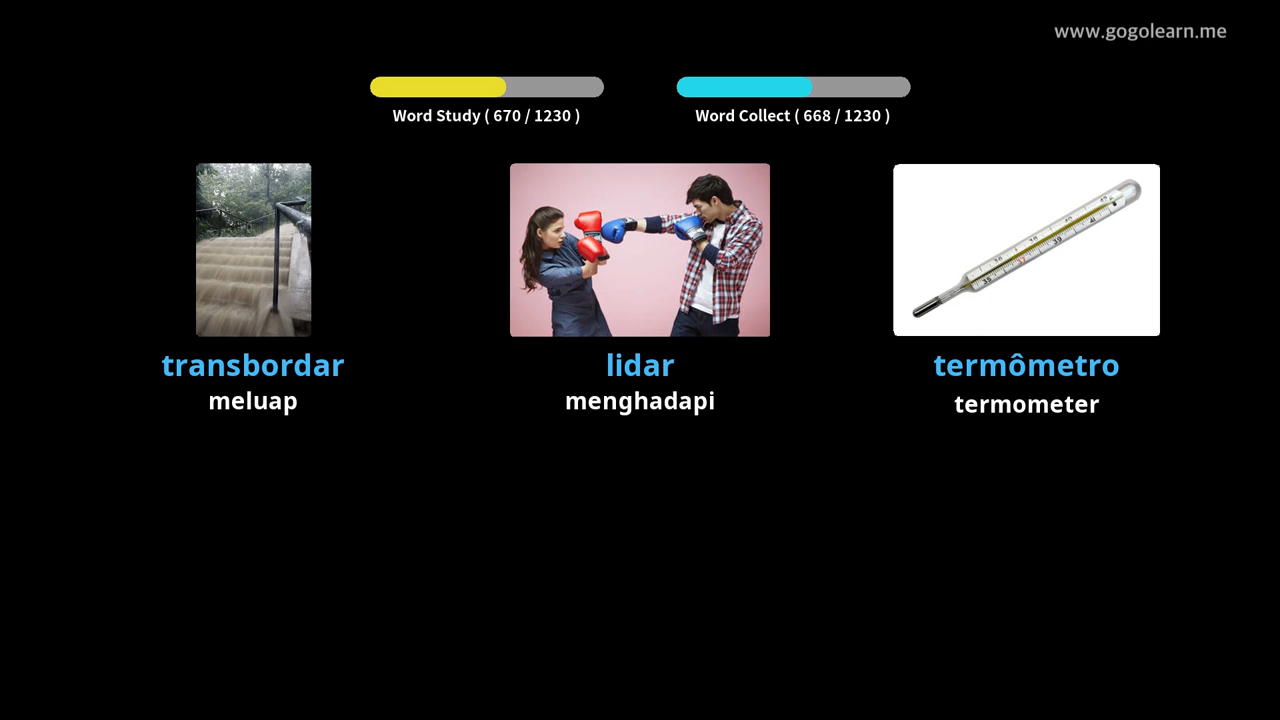 www.gogolearn.me
Word Study ( 670 / 1230 )
Word Collect ( 668 / 1230 )
transbordar
meluap
lidar
menghadapi
termômetro
termometer